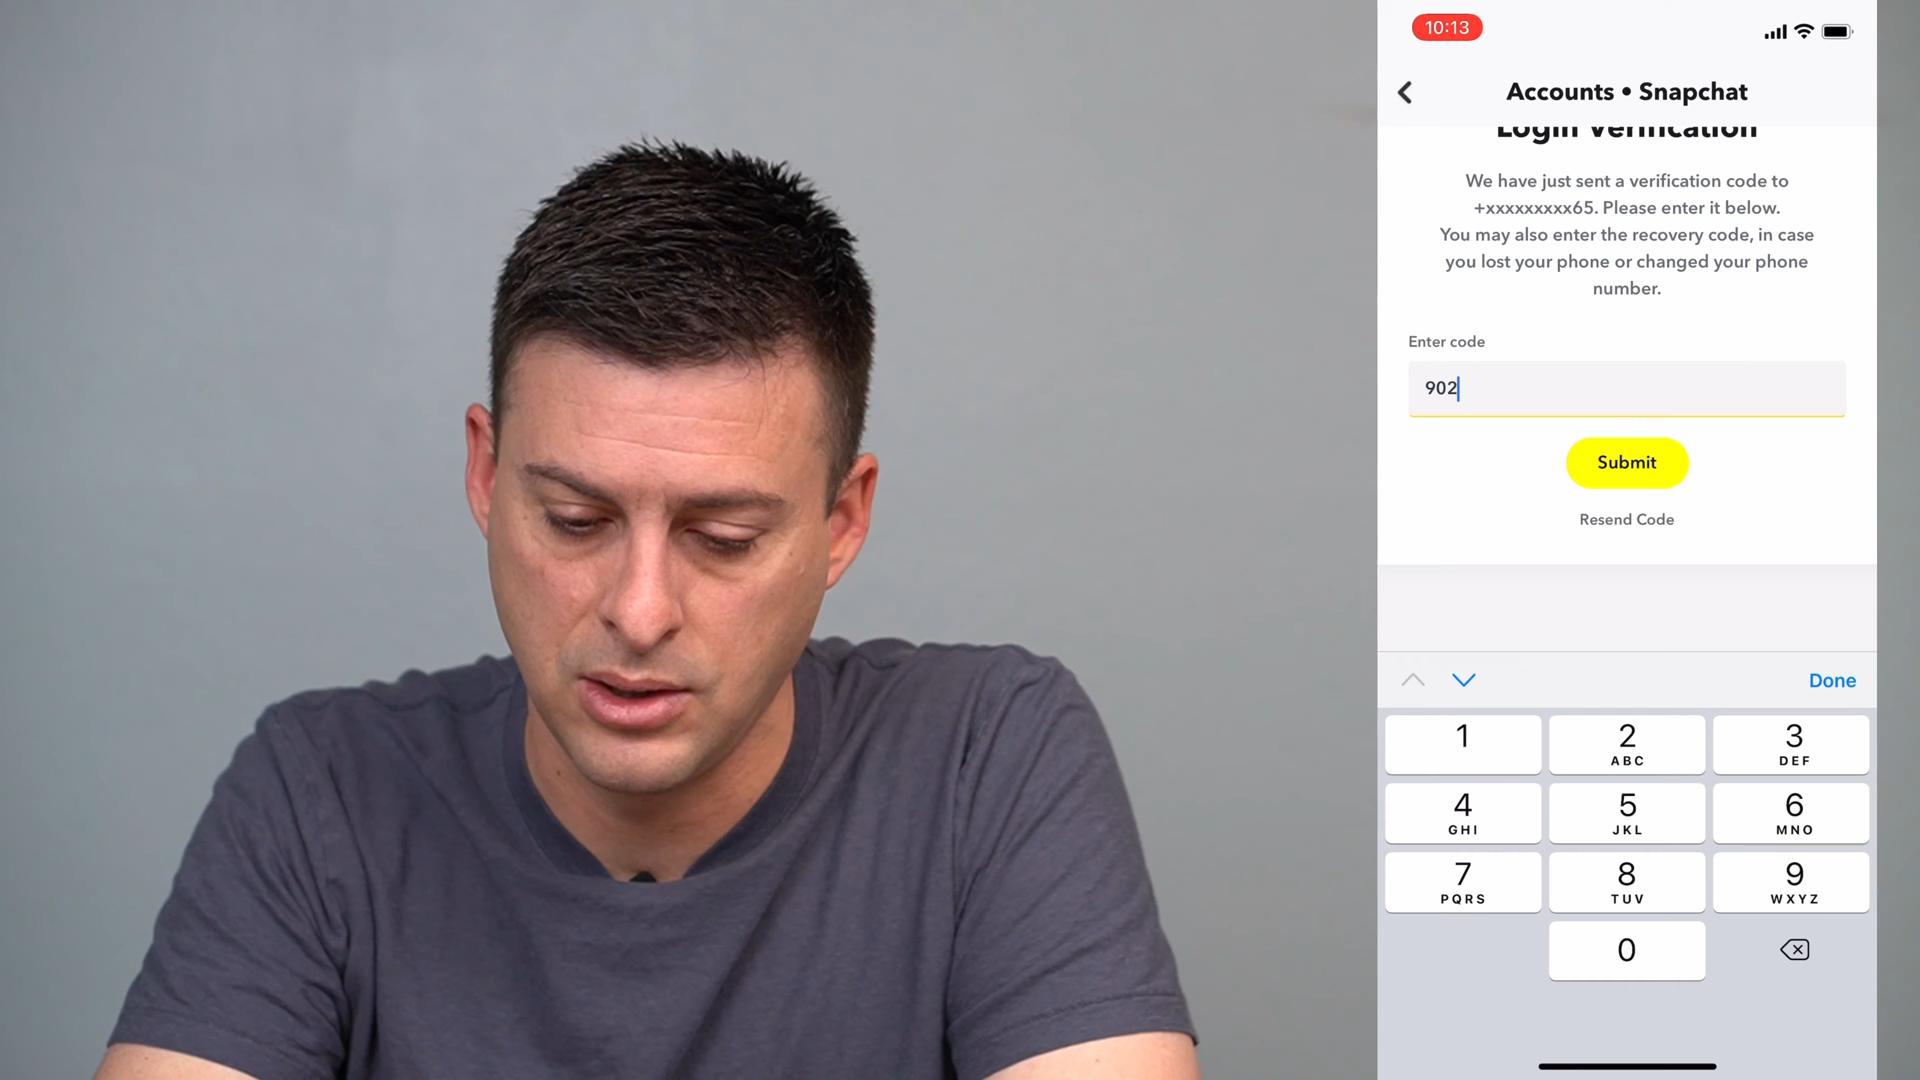 10:13
Accounts • Snapchat
Login Verification
We have just sent a verification code to
+xxxxxxxxx65. Please enter it below.
You may also enter the recovery code, in case
you lost your phone or changed your phone
number.
Enter code
902
Submit
Resend Code
Done
1
2
3
ABC
DEF
4
5
6
GHI
JKL
MNO
7
8
9
PQRS
TUV
WXYZ
0